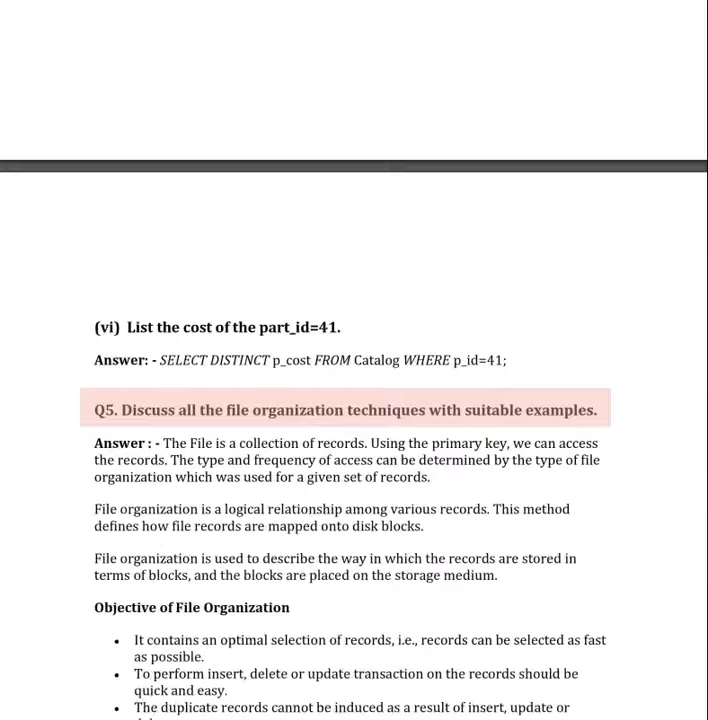 (vi) List the cost of the part_id=41.
Answer: - SELECT DISTINCT p_cost FROM Catalog WHERE p_id=41;
Q5. Discuss all the file organization techniques with suitable examples.
Answer : - The File is a collection of records. Using the primary key, we can access
the records. The type and frequency of access can be determined by the type of file
organization which was used for a given set of records.
File organization is a logical relationship among various records. This method
defines how file records are mapped onto disk blocks.
File organization is used to describe the way in which the records are stored in
terms of blocks, and the blocks are placed on the storage medium.
Objective of File Organization
• It contains an optimal selection of records, i.e., records can be selected as fast
as possible.
• To perform insert, delete or update transaction on the records should be
quick and easy.
• The duplicate records cannot be induced as a result of insert, update or